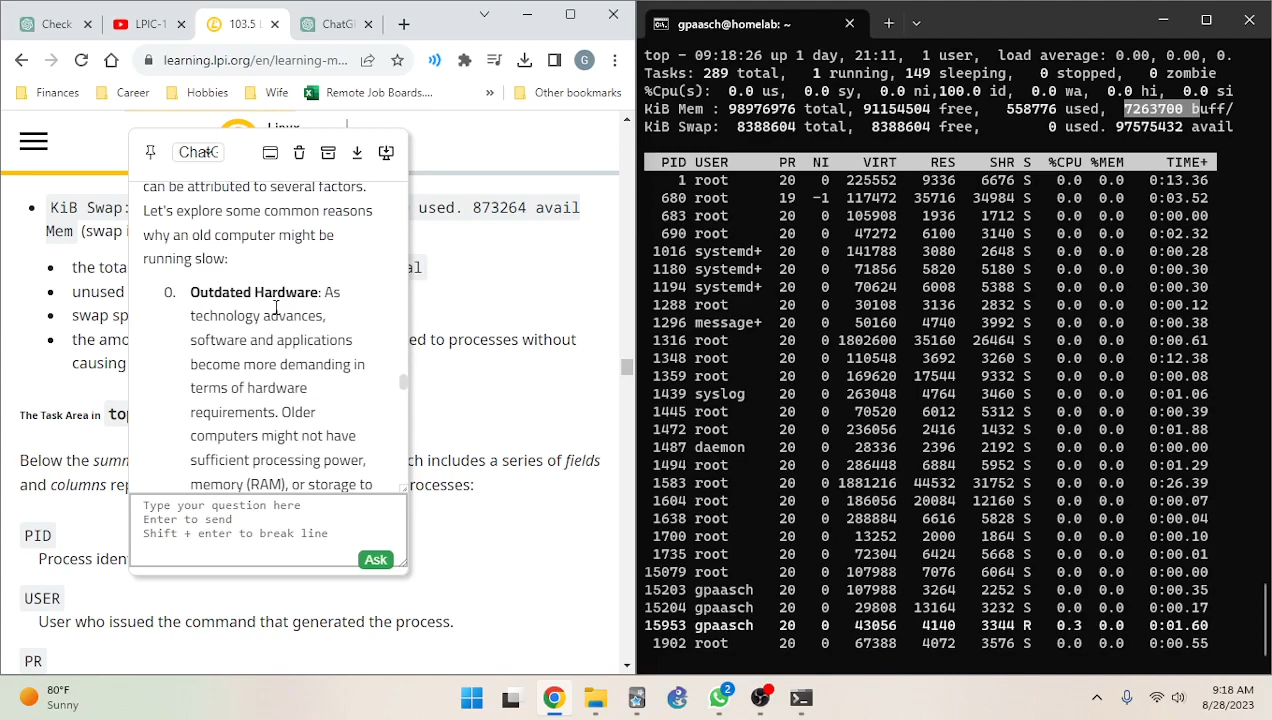 Check
LPIC-1
103.5 L
ChatG
learning.lpi.org/en/learning-m...
G
Finances
Career
Hobbies
Wife
Remote Job Boards...
»
Other bookmarks
Linux
KiB Swap:
used. 873264 avail
Mem (swap i
the tota
al
unused
swap sp
the amo
ed to processes without
causing
The Task Area in top
Below the summ
ch includes a series of fields
and columns rep
ocesses:
PID
Process iden
USER
User who issued the command that generated the process.
PR
can be attributed to several factors.
Let's explore some common reasons
why an old computer might be
running slow:
0. Outdated Hardware: As
technology advances,
software and applications
become more demanding in
terms of hardware
requirements. Older
computers might not have
sufficient processing power,
memory (RAM), or storage to
Type your question here
Enter to send
Shift + enter to break line
Ask
gpaasch@homelab: ~
top - 09:18:26 up 1 day, 21:11, 1 user, load average: 0.00, 0.00, 0.
Tasks: 289 total, 1 running, 149 sleeping, 0 stopped, 0 zombie
%Cpu(s): 0.0 us, 0.0 sy, 0.0 ni,100.0 id, 0.0 wa, 0.0 hi, 0.0 si
KiB Mem : 98976976 total, 91154504 free, 558776 used, 7263700 buff/
KiB Swap: 8388604 total, 8388604 free, 0 used. 97575432 avail
PID USER PR NI VIRT RES SHR S %CPU %MEM TIME+
1 root 20 0 225552 9336 6676 S 0.0 0.0 0:13.36
680 root 19 -1 117472 35716 34984 S 0.0 0.0 0:03.52
683 root 20 0 105908 1936 1712 S 0.0 0.0 0:00.00
690 root 20 0 47272 6100 3140 S 0.0 0.0 0:02.32
1016 systemd+ 20 0 141788 3080 2648 S 0.0 0.0 0:00.28
1180 systemd+ 20 0 71856 5820 5180 S 0.0 0.0 0:00.30
1194 systemd+ 20 0 70624 6008 5388 S 0.0 0.0 0:00.30
1288 root 20 0 30108 3136 2832 S 0.0 0.0 0:00.12
1296 message+ 20 0 50160 4740 3992 S 0.0 0.0 0:00.38
1316 root 20 0 1802600 35160 26464 S 0.0 0.0 0:00.61
1348 root 20 0 110548 3692 3260 S 0.0 0.0 0:12.38
1359 root 20 0 169620 17544 9332 S 0.0 0.0 0:00.08
1439 syslog 20 0 263048 4764 3460 S 0.0 0.0 0:01.06
1445 root 20 0 70520 6012 5312 S 0.0 0.0 0:00.39
1472 root 20 0 236056 2416 1432 S 0.0 0.0 0:01.88
1487 daemon 20 0 28336 2396 2192 S 0.0 0.0 0:00.00
1494 root 20 0 286448 6884 5952 S 0.0 0.0 0:01.29
1583 root 20 0 1881216 44532 31752 S 0.0 0.0 0:26.39
1604 root 20 0 186056 20084 12160 S 0.0 0.0 0:00.07
1638 root 20 0 288884 6616 5828 S 0.0 0.0 0:00.04
1700 root 20 0 13252 2000 1864 S 0.0 0.0 0:00.10
1735 root 20 0 72304 6424 5668 S 0.0 0.0 0:00.01
15079 root 20 0 107988 7076 6064 S 0.0 0.0 0:00.00
15203 gpaasch 20 0 107988 3264 2252 S 0.0 0.0 0:00.35
15204 gpaasch 20 0 29808 13164 3232 S 0.0 0.0 0:00.17
15953 gpaasch 20 0 43056 4140 3344 R 0.3 0.0 0:01.60
1902 root 20 0 67388 4072 3576 S 0.0 0.0 0:00.55
80°F
Sunny
2
9:18 AM
8/28/2023